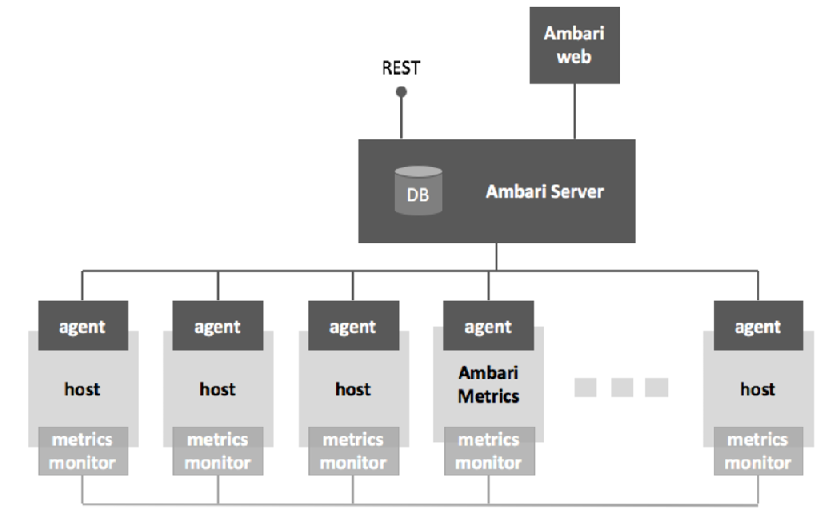 Ambari
web
REST
DB
Ambari Server
agent
agent
agent
agent
agent
host
host
host
Ambari
Metrics
host
metrics
monitor
metrics
monitor
metrics
monitor
metrics
monitor
metrics
monitor